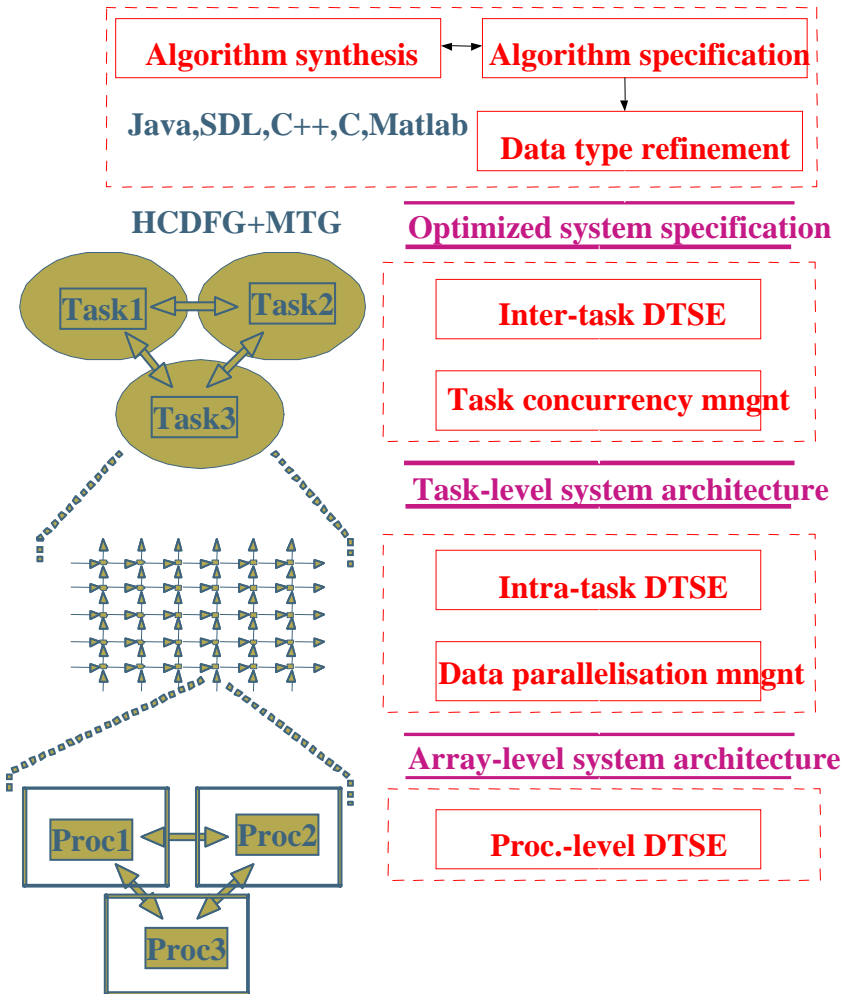 Algorithm synthesis
Algorithm specification
Java,SDL,C++,C,Matlab
Data type refinement
HCDFG+MTG
Optimized system specification
Task1
Task2
Inter-task DTSE
Task3
Task concurrency mngnt
Task-level system architecture
Intra-task DTSE
Data parallelisation mngnt
Array-level system architecture
Proc1
Proc2
Proc.-level DTSE
Proc3